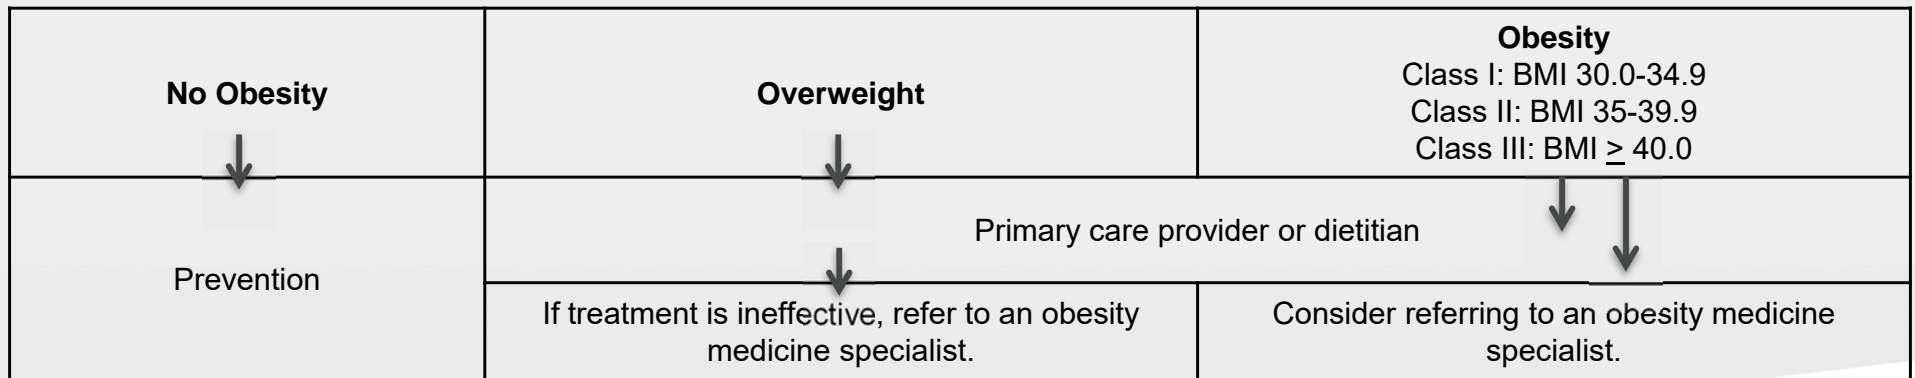 No Obesity
Overweight
Obesity
Class I: BMI 30.0-34.9
Class II: BMI 35-39.9
Class III: BMI ≥ 40.0
Primary care provider or dietitian
Prevention
If treatment is ineffective, refer to an obesity
medicine specialist.
Consider referring to an obesity medicine
specialist.